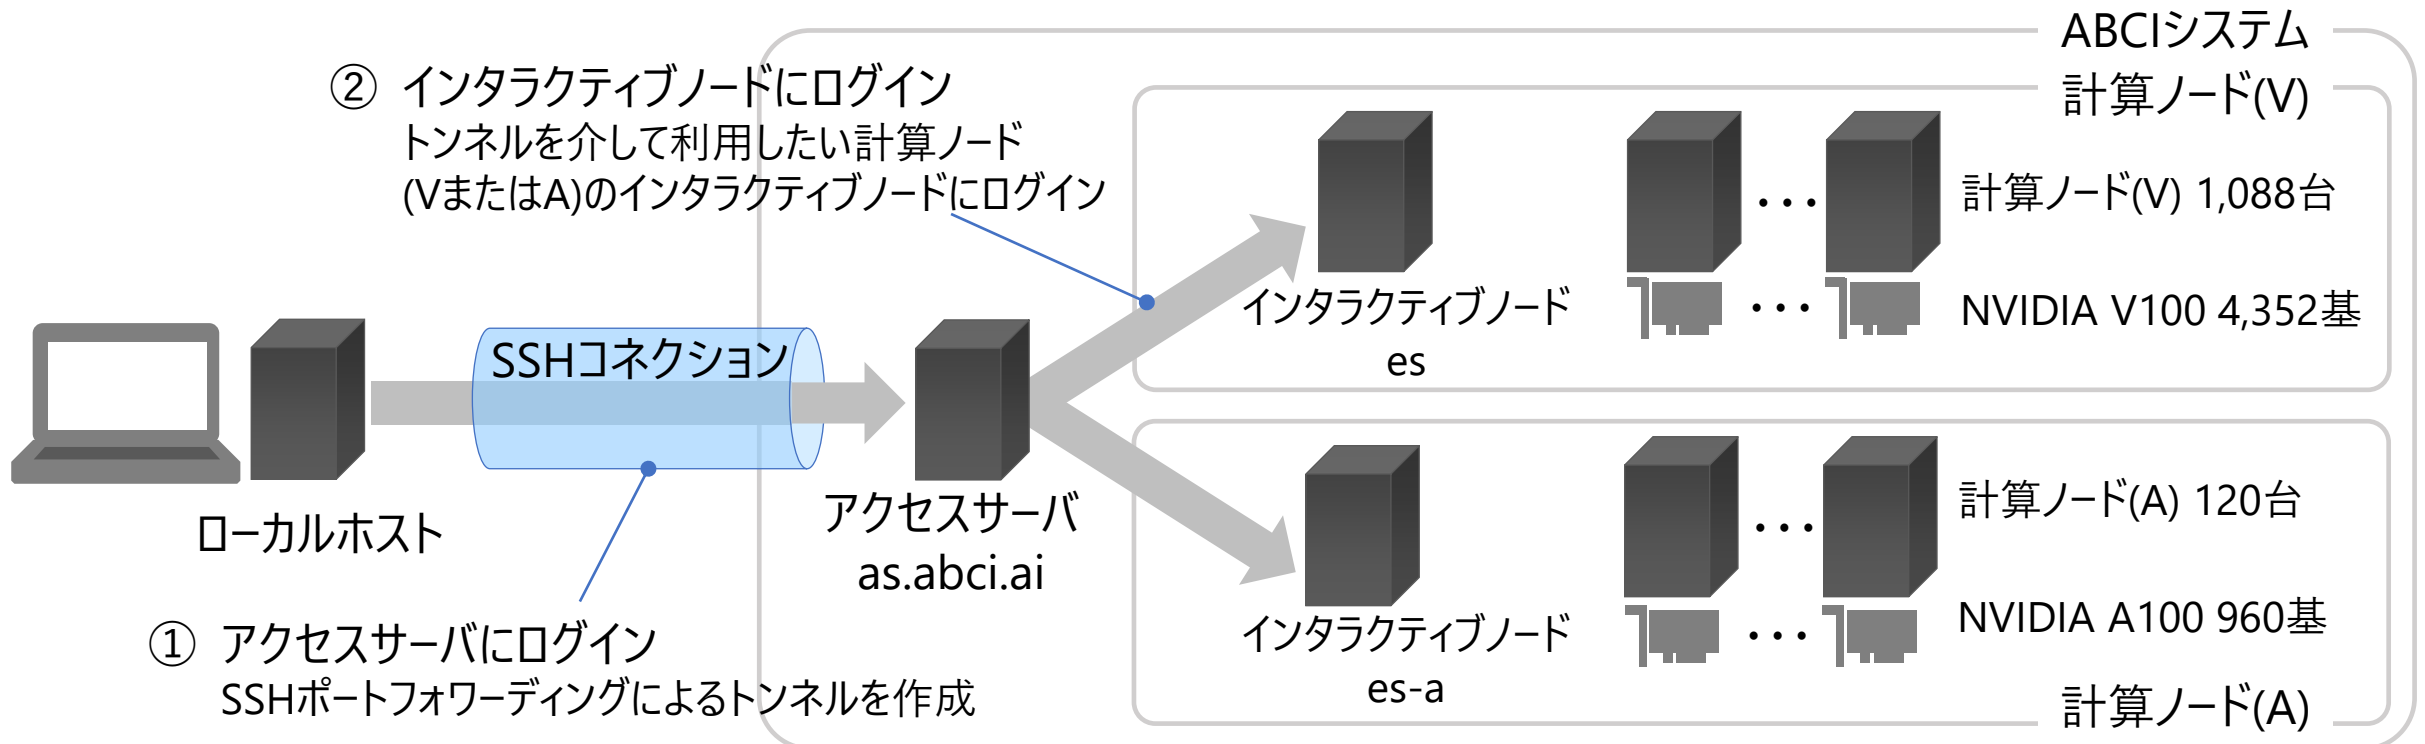 ABCIシステム
② インタラクティブノードにログイン
トンネルを介して利用したい計算ノード
(VまたはA)のインタラクティブノードにログイン
計算ノード(V)
計算ノード(V) 1,088台
NVIDIA V100 4,352基
インタラクティブノード
es
SSHコネクション
ローカルホスト
アクセスサーバ
as.abci.ai
① アクセスサーバにログイン
SSHポートフォワーディングによるトンネルを作成
計算ノード(A) 120台
NVIDIA A100 960基
インタラクティブノード
es-a
計算ノード(A)